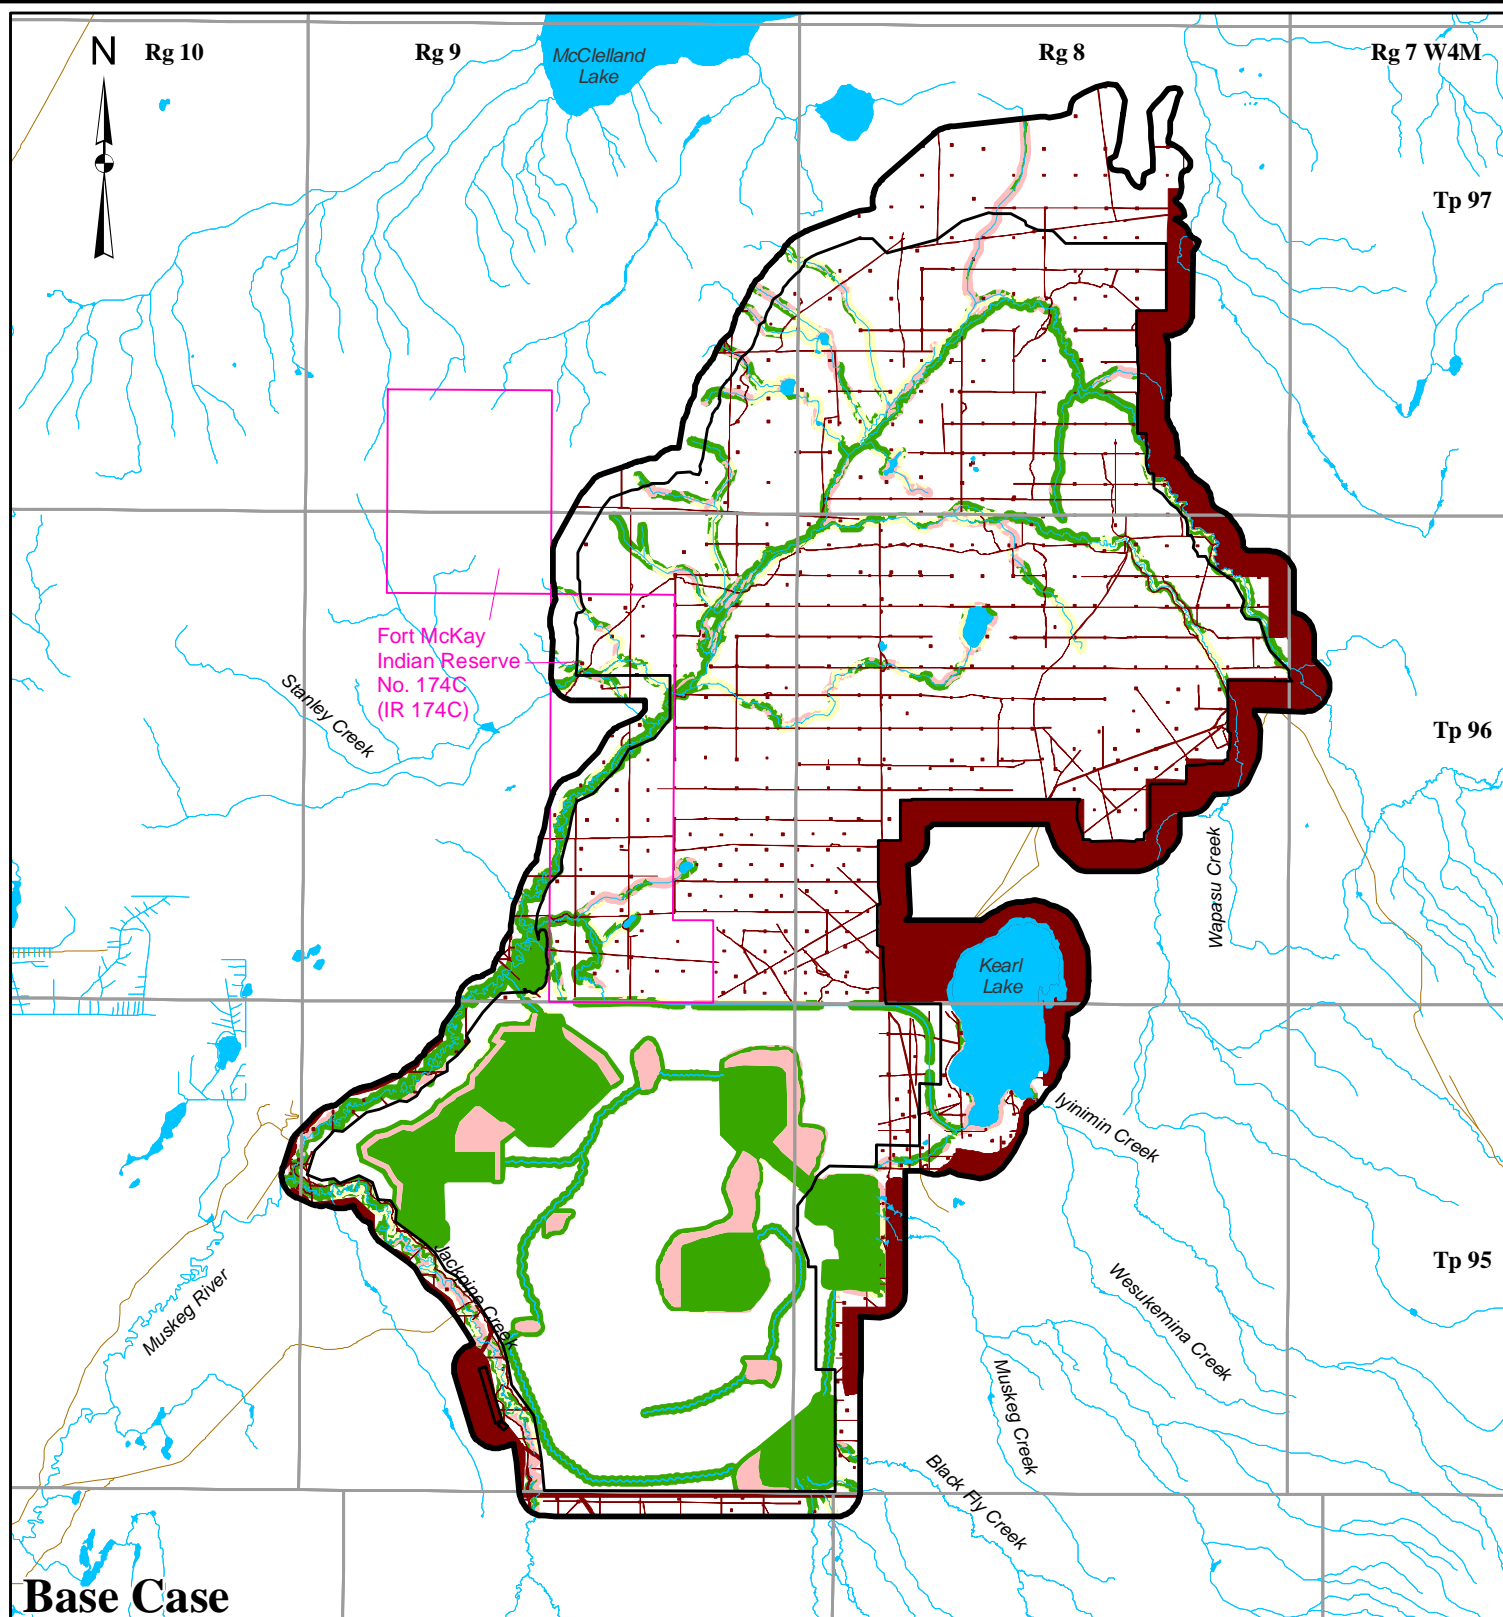 N
Rg 10
Rg 9
McClelland
Lake
Rg 8
Rg 7 W4M
Tp 97
Fort McKay
Indian Reserve
No. 174C
(IR 174C)
Stanley Creek
Tp 96
Wapasu Creek
Kearl
Lake
Iyinimin Creek
Muskeg River
Jackpine Creek
Wesukemina Creek
Tp 95
Muskeg Creek
Black Fly Creek
Base Case